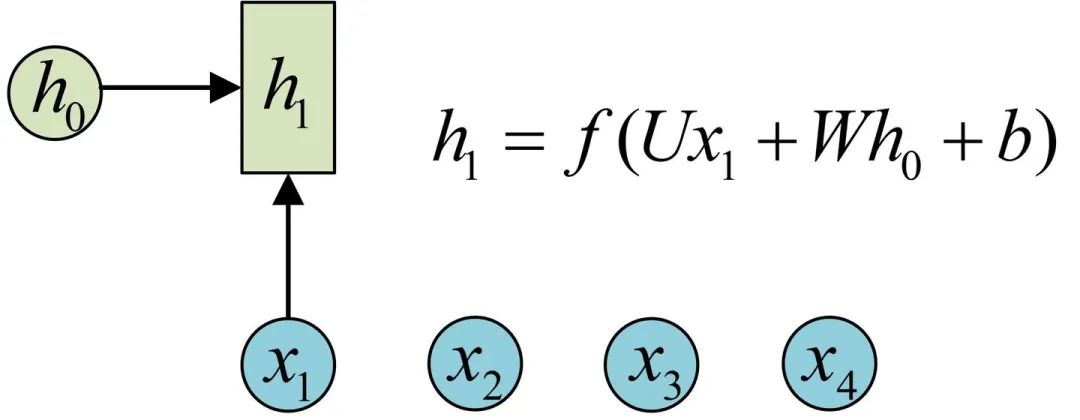 h₀
h₁
h₁ = f(Ux₁ + Wh₀ + b)
x₁ x₂ x₃ x₄